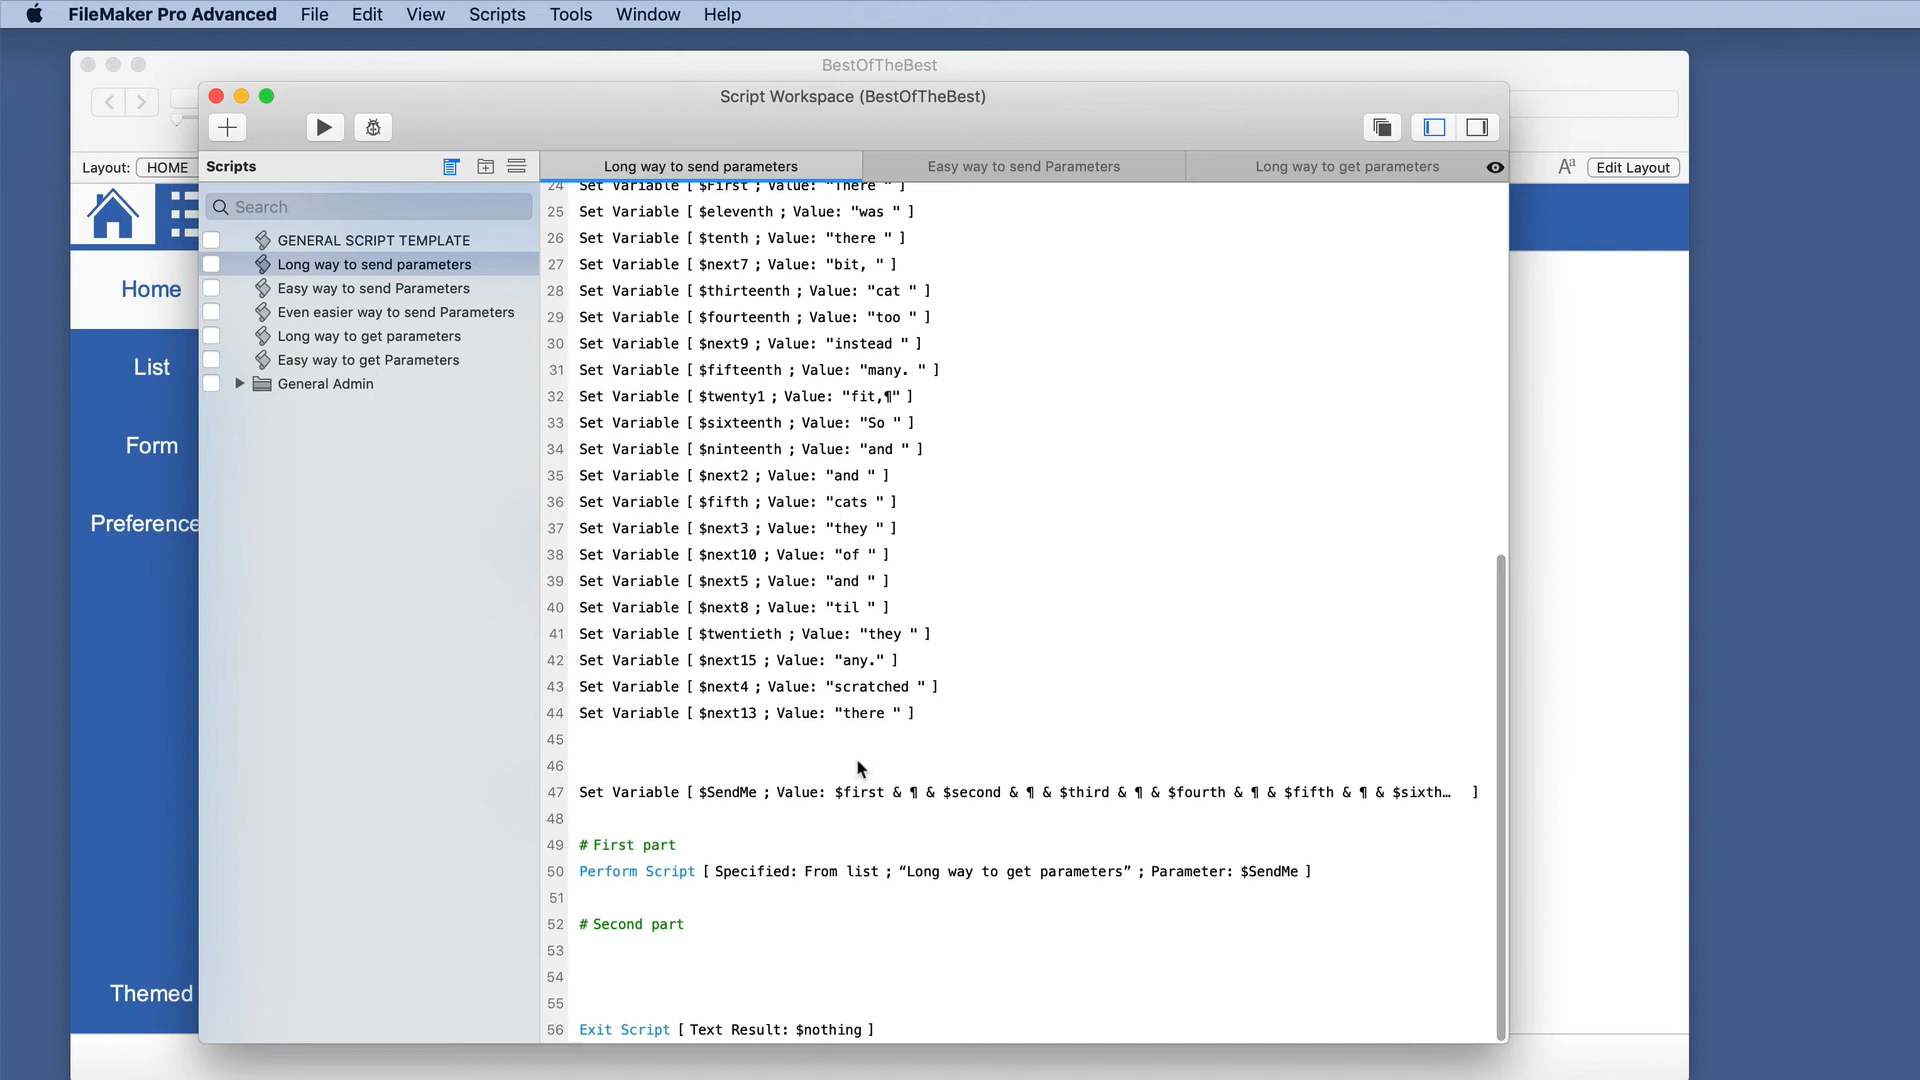 FileMaker Pro Advanced File Edit View Scripts Tools Window Help
BestOfTheBest
Script Workspace (BestOfTheBest)
Layout: HOME
Scripts
Long way to send parameters
Easy way to send Parameters
Long way to get parameters
Aª
Edit Layout
Search
GENERAL SCRIPT TEMPLATE
Long way to send parameters
Easy way to send Parameters
Even easier way to send Parameters
Long way to get parameters
Easy way to get Parameters
General Admin
Home
List
Form
Preference
Themed
24 Set Variable [ $First ; Value: "There " ]
25 Set Variable [ $eleventh ; Value: "was " ]
26 Set Variable [ $tenth ; Value: "there " ]
27 Set Variable [ $next7 ; Value: "bit, " ]
28 Set Variable [ $thirteenth ; Value: "cat " ]
29 Set Variable [ $fourteenth ; Value: "too " ]
30 Set Variable [ $next9 ; Value: "instead " ]
31 Set Variable [ $fifteenth ; Value: "many. " ]
32 Set Variable [ $twenty1 ; Value: "fit,¶" ]
33 Set Variable [ $sixteenth ; Value: "So " ]
34 Set Variable [ $ninteenth ; Value: "and " ]
35 Set Variable [ $next2 ; Value: "and " ]
36 Set Variable [ $fifth ; Value: "cats " ]
37 Set Variable [ $next3 ; Value: "they " ]
38 Set Variable [ $next10 ; Value: "of " ]
39 Set Variable [ $next5 ; Value: "and " ]
40 Set Variable [ $next8 ; Value: "til " ]
41 Set Variable [ $twentieth ; Value: "they " ]
42 Set Variable [ $next15 ; Value: "any." ]
43 Set Variable [ $next4 ; Value: "scratched " ]
44 Set Variable [ $next13 ; Value: "there " ]
45
46
47 Set Variable [ $SendMe ; Value: $first & ¶ & $second & ¶ & $third & ¶ & $fourth & ¶ & $fifth & ¶ & $sixth… ]
48
49 # First part
50 Perform Script [ Specified: From list ; “Long way to get parameters” ; Parameter: $SendMe ]
51
52 # Second part
53
54
55
56 Exit Script [ Text Result: $nothing ]